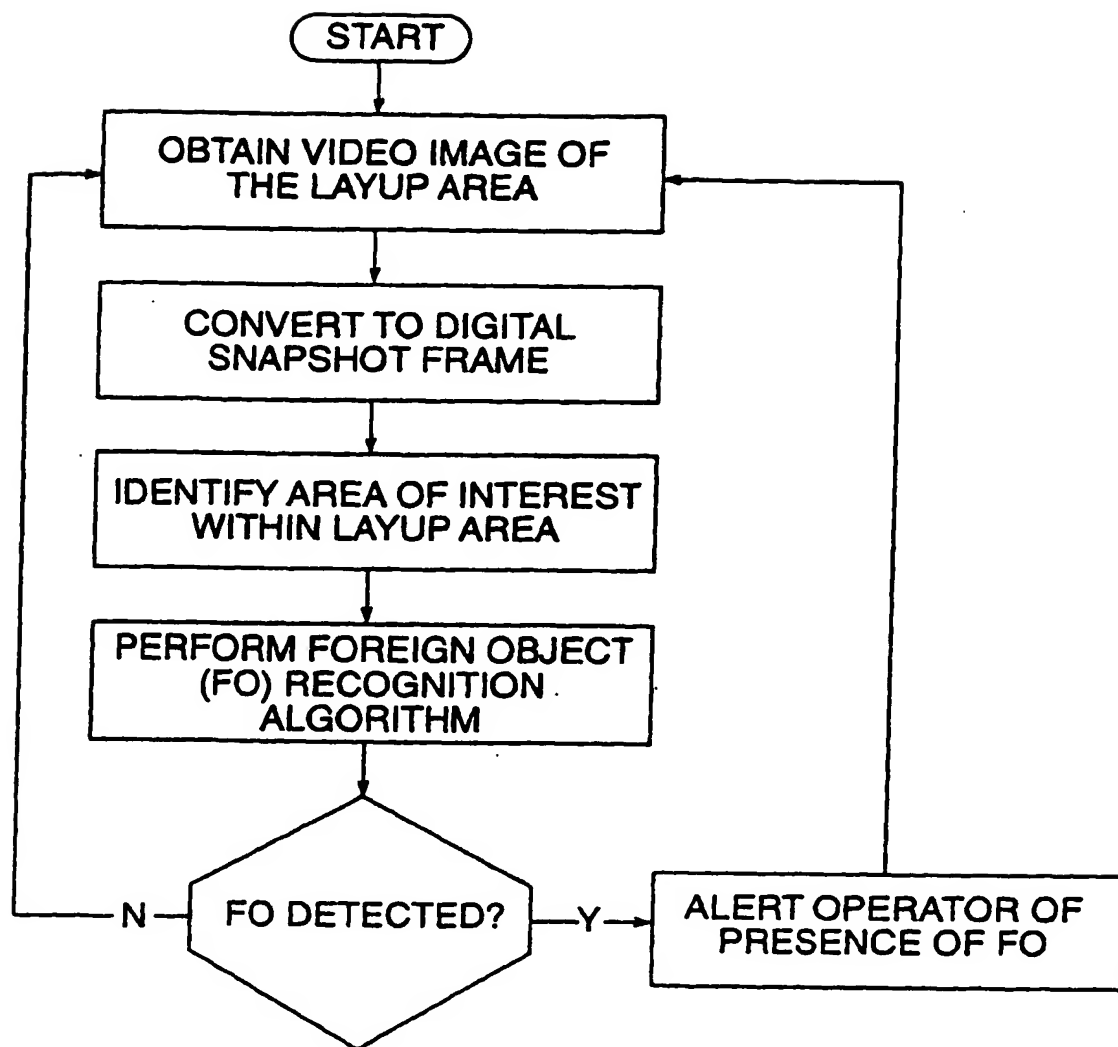 START
OBTAIN VIDEO IMAGE OF
THE LAYUP AREA
CONVERT TO DIGITAL
SNAPSHOT FRAME
IDENTIFY AREA OF INTEREST
WITHIN LAYUP AREA
PERFORM FOREIGN OBJECT
(FO) RECOGNITION
ALGORITHM
N
FO DETECTED?
Y
ALERT OPERATOR OF
PRESENCE OF FO